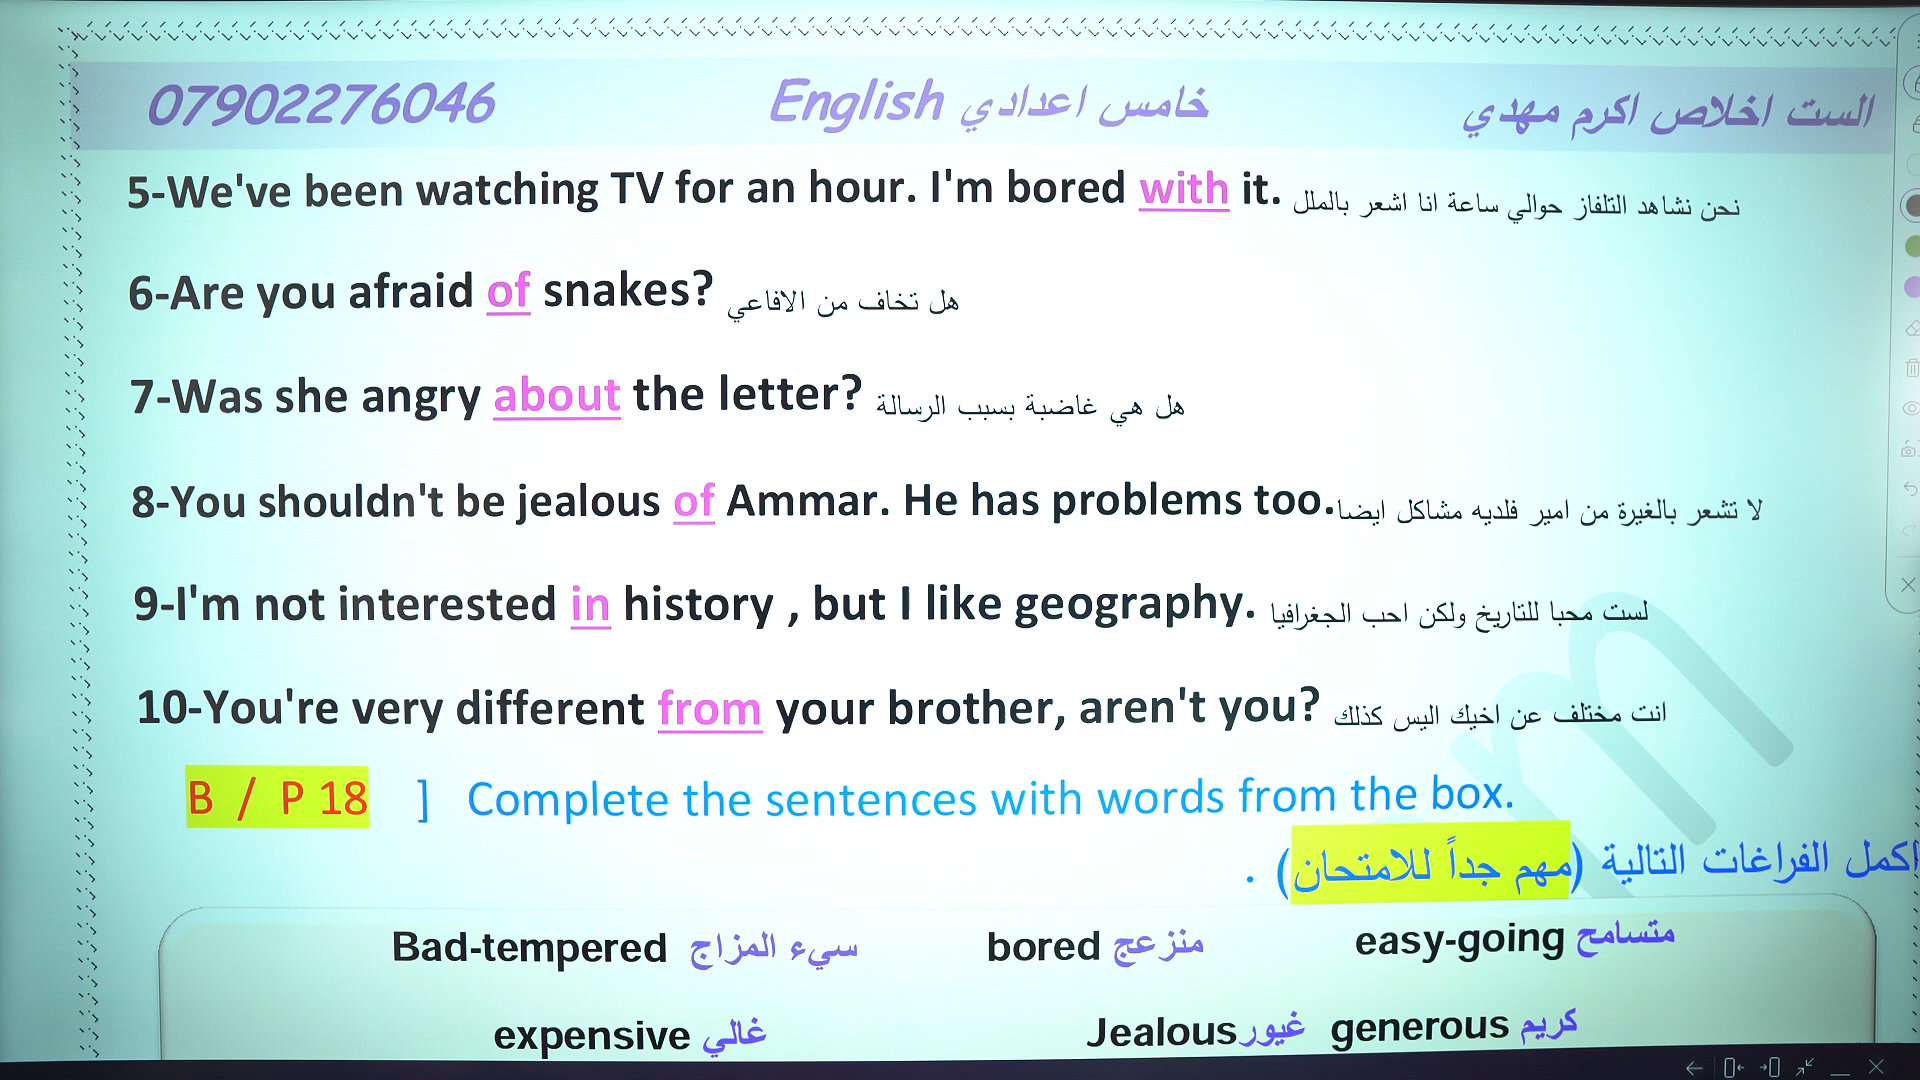 07902276046 English خامس اعدادي الست اخلاص اكرم مهدي
5-We've been watching TV for an hour. I'm bored with it. نحن نشاهد التلفاز حوالي ساعة انا اشعر بالملل
6-Are you afraid of snakes? هل تخاف من الافاعي
7-Was she angry about the letter? هل هي غاضبة بسبب الرسالة
8-You shouldn't be jealous of Ammar. He has problems too. لا تشعر بالغيرة من امير فلديه مشاكل ايضا
9-I'm not interested in history , but I like geography. لست محبا للتاريخ ولكن احب الجغرافيا
10-You're very different from your brother, aren't you? انت مختلف عن اخيك اليس كذلك
B / P 18 ] Complete the sentences with words from the box.
اكمل الفراغات التالية (مهم جداً للامتحان) .
Bad-tempered سيء المزاج bored منزعج easy-going متسامح
expensive غالي Jealous غيور generous كريم